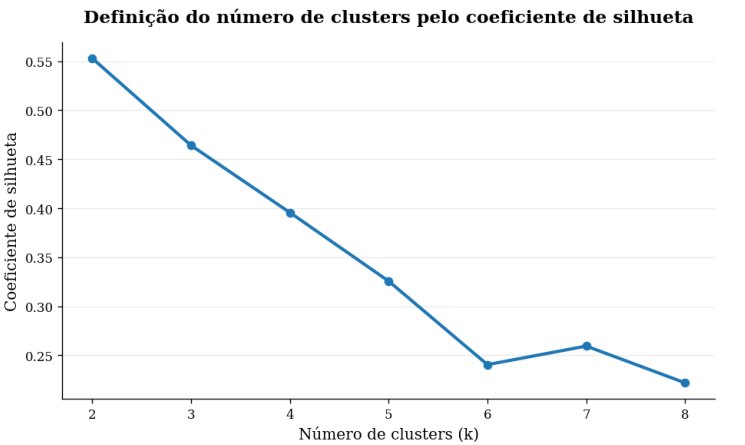 Definição do número de clusters pelo coeficiente de silhueta
Coeficiente de silhueta
0.55
0.50
0.45
0.40
0.35
0.30
0.25
2 3 4 5 6 7 8
Número de clusters (k)